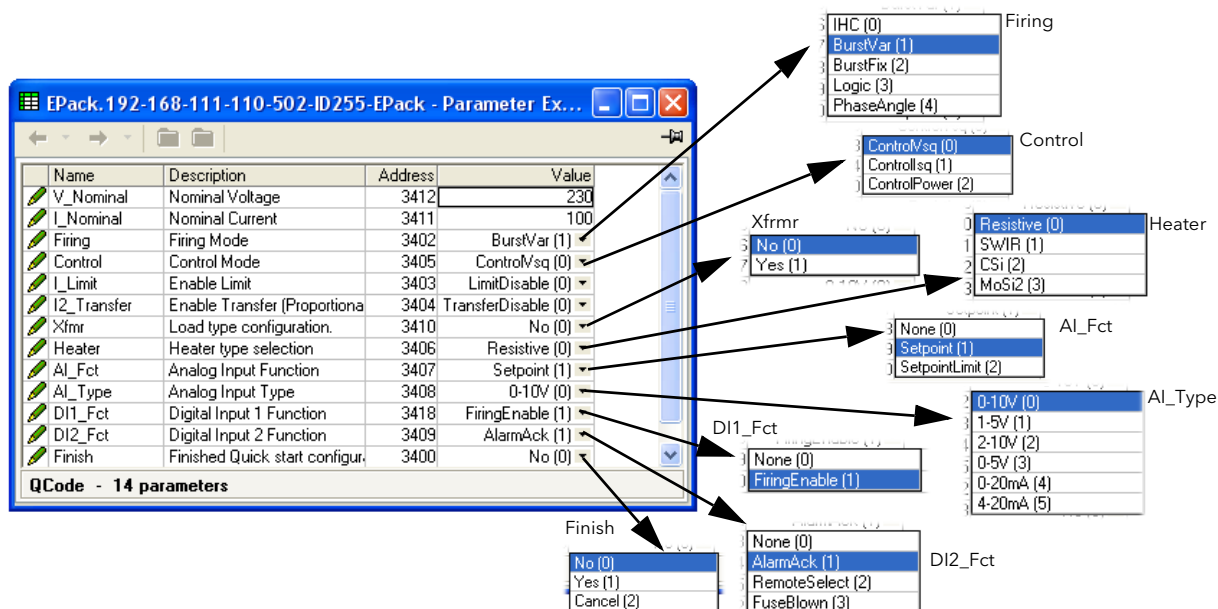 EPack.192-168-111-110-502-ID255-EPack - Parameter Ex...
Name Description Address Value
V_Nominal Nominal Voltage 3412 230
I_Nominal Nominal Current 3411 100
Firing Firing Mode 3402 BurstVar (1)
Control Control Mode 3405 ControlVsq (0)
I_Limit Enable Limit 3403 LimitDisable (0)
I2_Transfer Enable Transfer (Proportiona 3404 TransferDisable (0)
Xfmr Load type configuration. 3410 No (0)
Heater Heater type selection 3406 Resistive (0)
AI_Fct Analog Input Function 3407 Setpoint (1)
AI_Type Analog Input Type 3408 0-10V (0)
DI1_Fct Digital Input 1 Function 3418 FiringEnable (1)
DI2_Fct Digital Input 2 Function 3409 AlarmAck (1)
Finish Finished Quick start configur 3400 No (0)
QCode - 14 parameters
Firing
IHC (0)
BurstVar (1)
BurstFix (2)
Logic (3)
PhaseAngle (4)
Control
ControlVsq (0)
ControlIsq (1)
ControlPower (2)
Xfrmr
No (0)
Yes (1)
Heater
Resistive (0)
SWIR (1)
CSi (2)
MoSi2 (3)
AI_Fct
None (0)
Setpoint (1)
SetpointLimit (2)
AI_Type
0-10V (0)
1-5V (1)
2-10V (2)
0-5V (3)
0-20mA (4)
4-20mA (5)
DI1_Fct
None (0)
FiringEnable (1)
Finish
No (0)
Yes (1)
Cancel (2)
DI2_Fct
None (0)
AlarmAck (1)
RemoteSelect (2)
FuseBlown (3)